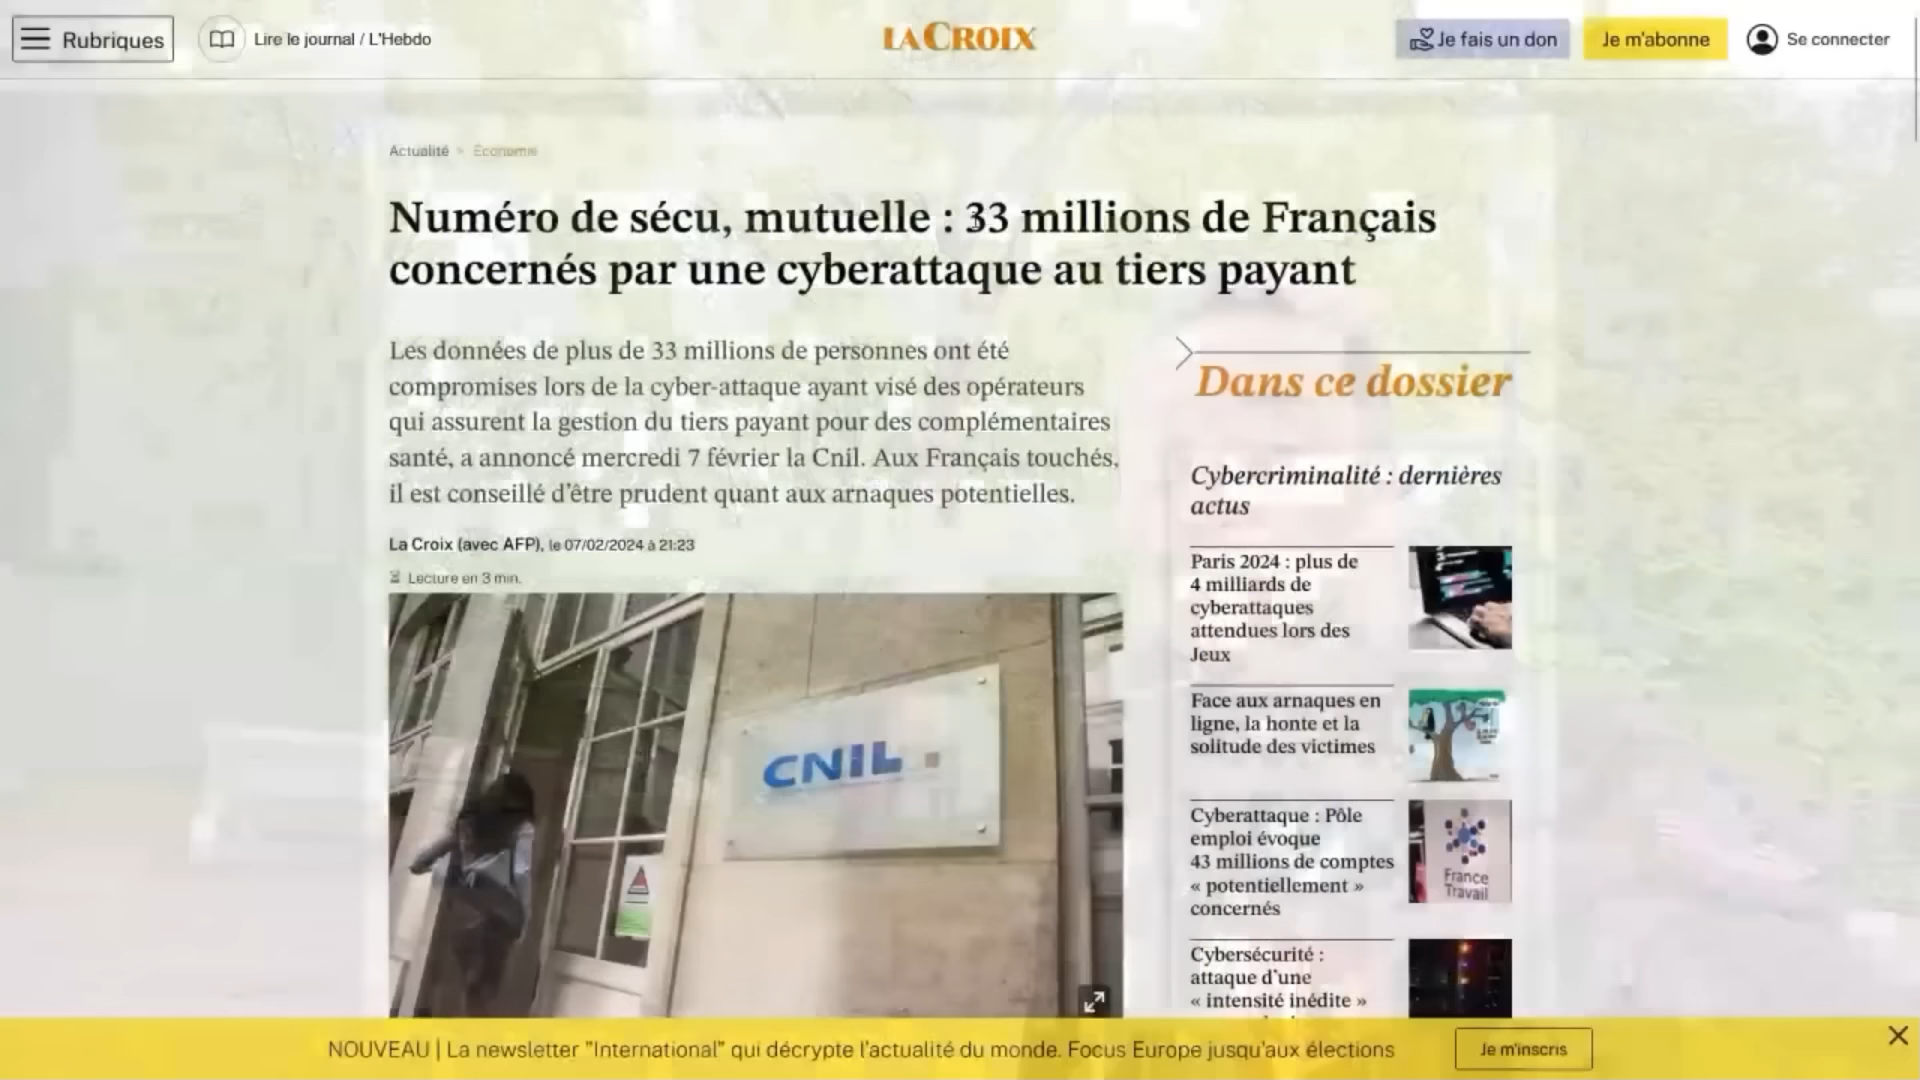 Rubriques
Lire le journal / L'Hebdo
LA CROIX
Je fais un don
Je m'abonne
Se connecter
Actualité > Économie
Numéro de sécu, mutuelle : 33 millions de Français
concernés par une cyberattaque au tiers payant
Les données de plus de 33 millions de personnes ont été
compromises lors de la cyber-attaque ayant visé des opérateurs
qui assurent la gestion du tiers payant pour des complémentaires
santé, a annoncé mercredi 7 février la Cnil. Aux Français touchés,
il est conseillé d'être prudent quant aux arnaques potentielles.
La Croix (avec AFP), le 07/02/2024 à 21:23
Lecture en 3 min.
CNIL
Dans ce dossier
Cybercriminalité : dernières
actus
Paris 2024 : plus de
4 milliards de
cyberattaques
attendues lors des
Jeux
Face aux arnaques en
ligne, la honte et la
solitude des victimes
Cyberattaque : Pôle
emploi évoque
43 millions de comptes
« potentiellement »
concernés
France
Travail
Cybersécurité :
attaque d'une
« intensité inédite »
NOUVEAU | La newsletter "International" qui décrypte l'actualité du monde. Focus Europe jusqu'aux élections
Je m'inscris